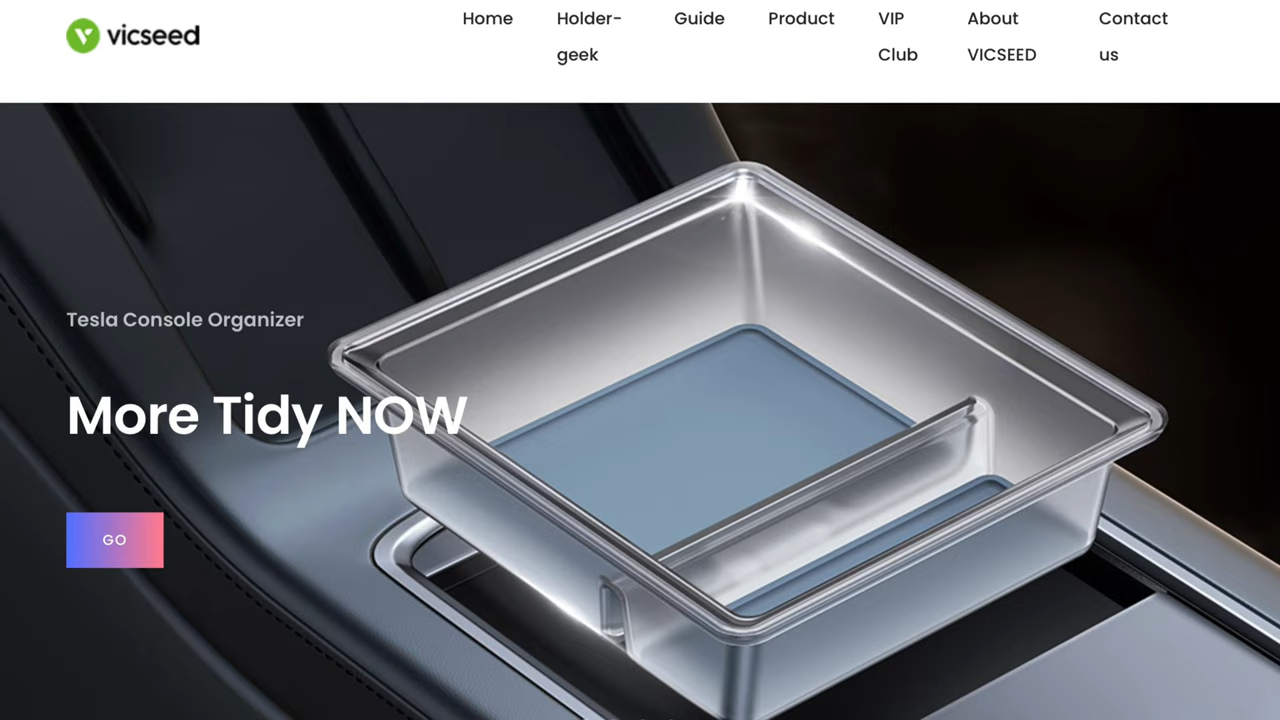 vicseed
Home
Holder-
geek
Guide
Product
VIP
Club
About
VICSEED
Contact
us
Tesla Console Organizer
More Tidy NOW
GO